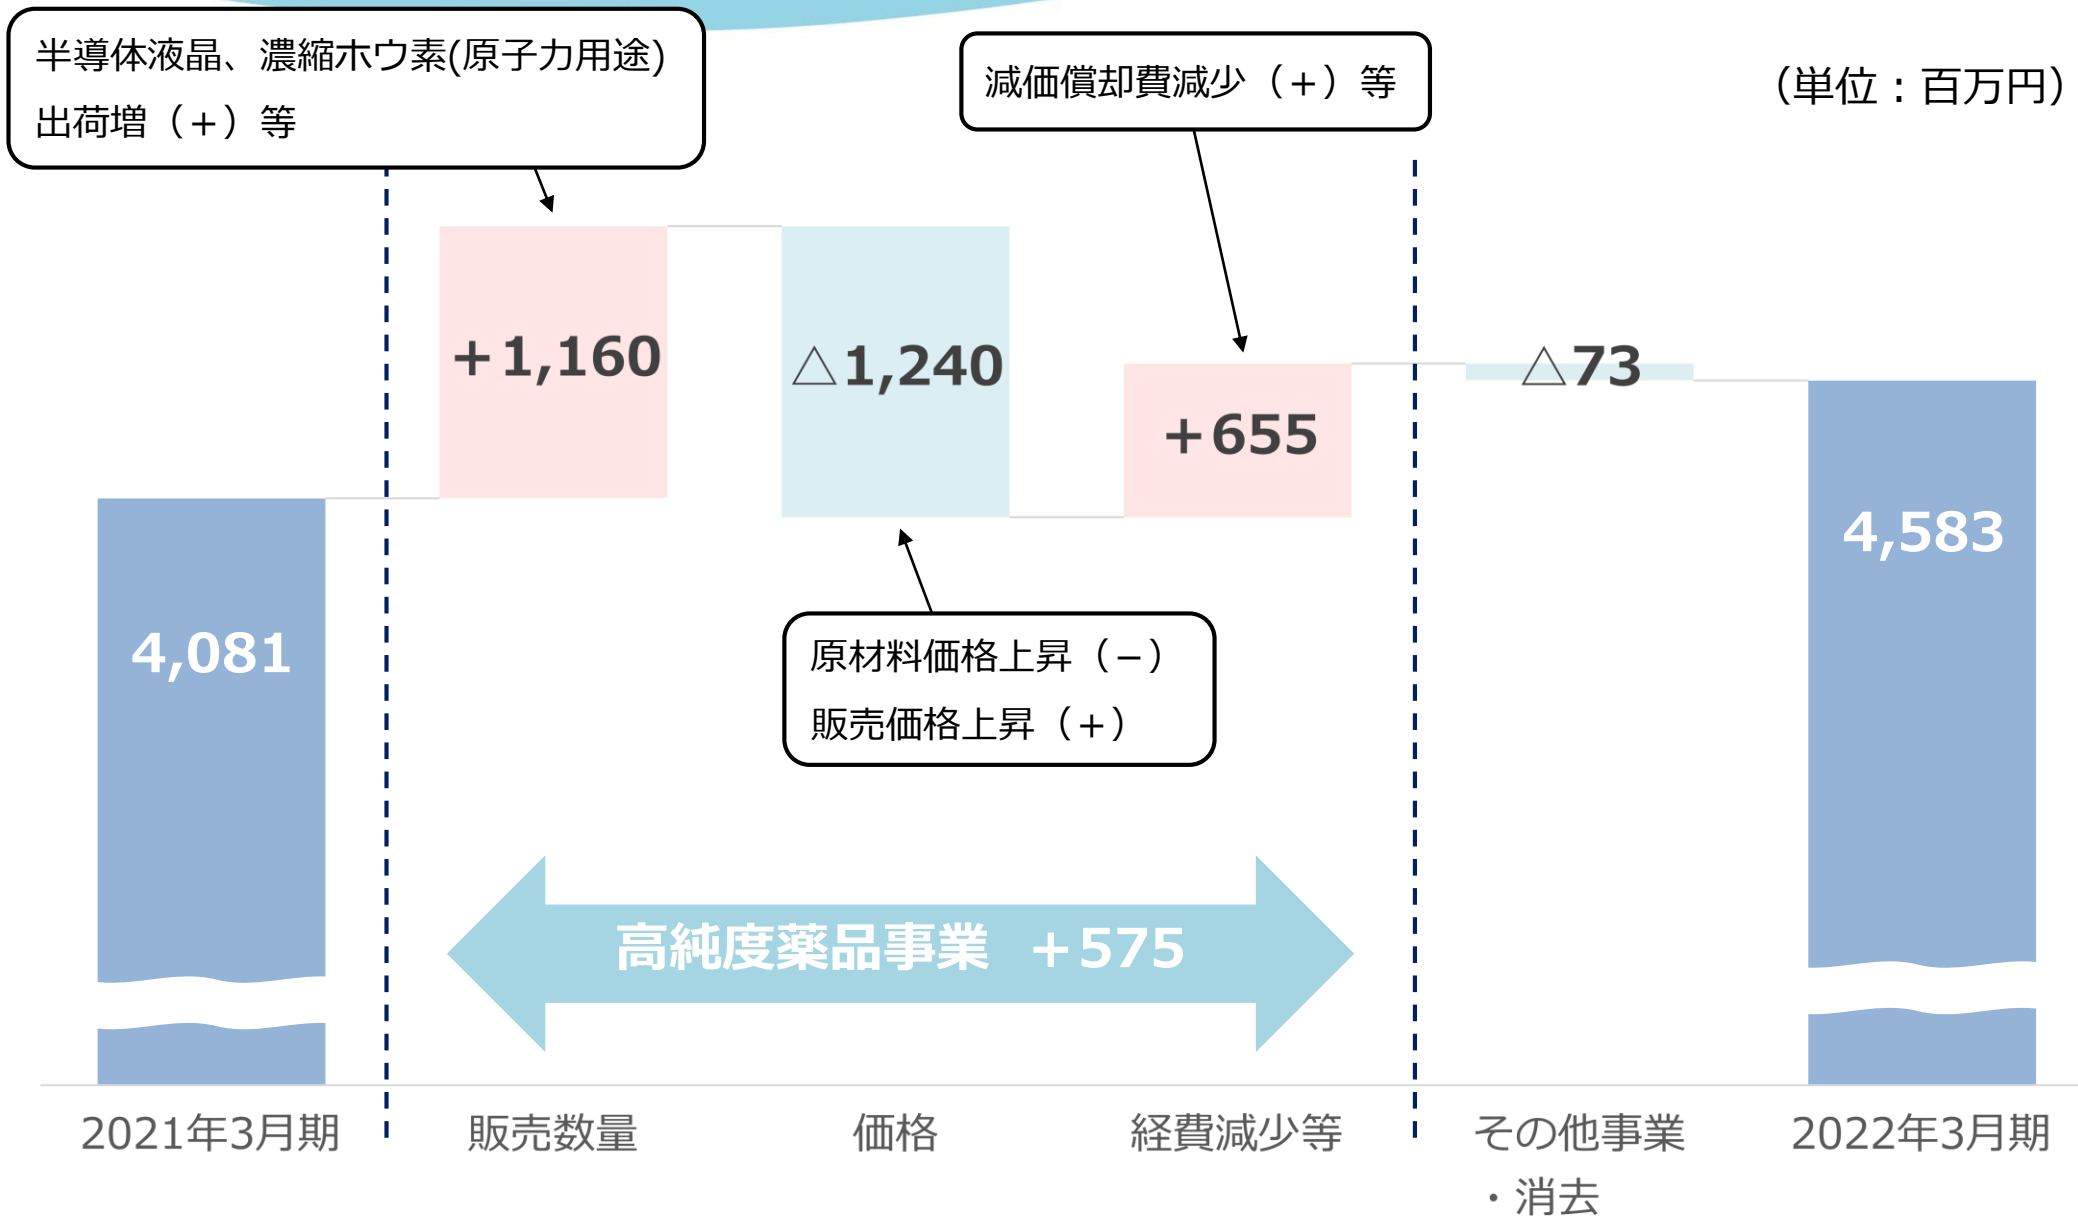 半導体液晶、濃縮ホウ素(原子力用途)
出荷増（+）等
減価償却費減少（+）等
（単位：百万円）
+1,160
△1,240
+655
△73
4,081
4,583
原材料価格上昇（−）
販売価格上昇（+）
高純度薬品事業 +575
2021年3月期
販売数量
価格
経費減少等
その他事業
・消去
2022年3月期